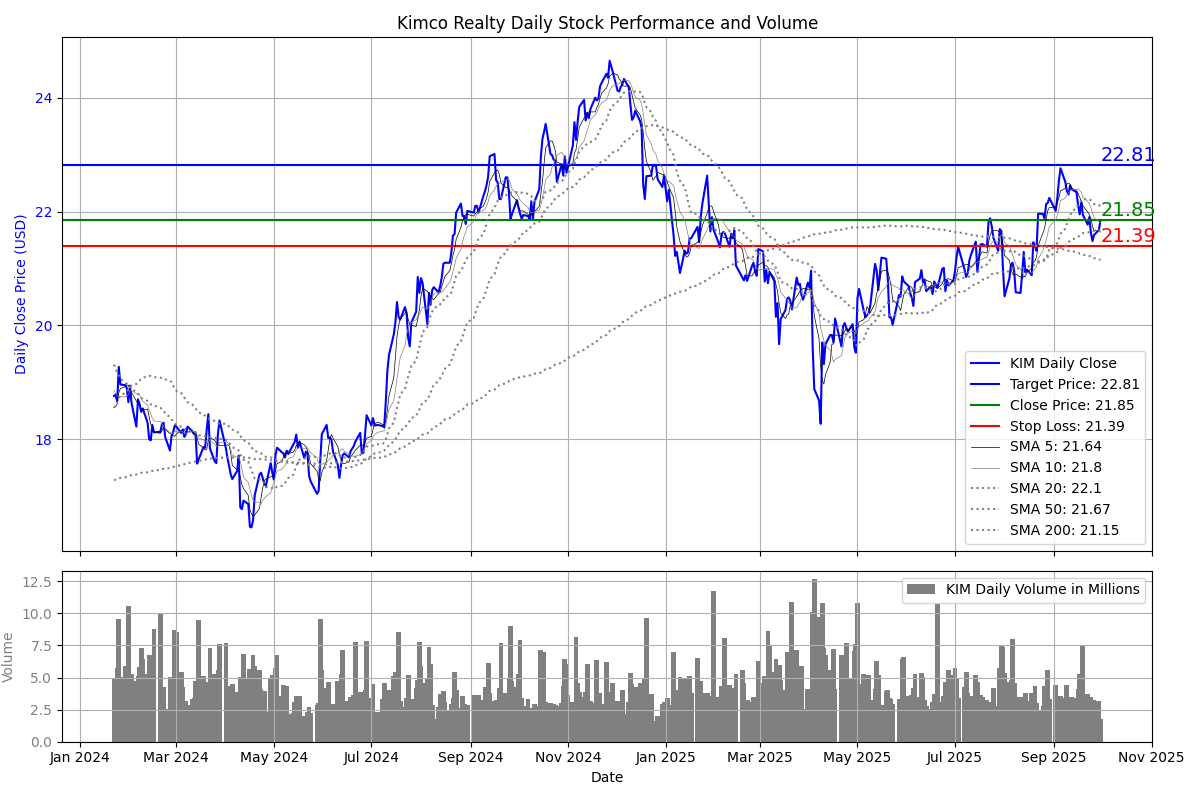 Kimco Realty Daily Stock Performance and Volume
Daily Close Price (USD)
24
22
20
18
22.81
21.85
21.39
KIM Daily Close
Target Price: 22.81
Close Price: 21.85
Stop Loss: 21.39
SMA 5: 21.64
SMA 10: 21.8
SMA 20: 22.1
SMA 50: 21.67
SMA 200: 21.15
Volume
12.5
10.0
7.5
5.0
2.5
0.0
KIM Daily Volume in Millions
Jan 2024 Mar 2024 May 2024 Jul 2024 Sep 2024 Nov 2024 Jan 2025 Mar 2025 May 2025 Jul 2025 Sep 2025 Nov 2025
Date